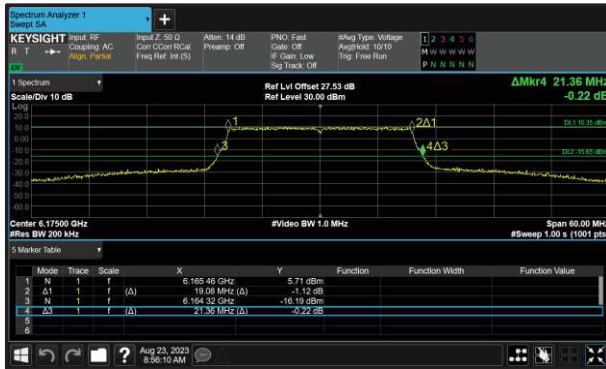 Spectrum Analyzer 1
Swept SA
+
KEYSIGHT Input: RF Input Z: 50 Ω Atten: 14 dB PNO: Fast #Avg Type: Voltage 1 2 3 4 5 6
R T Coupling: AC Corr CCorr RCal Preamp: Off Gate: Off Avg|Hold: 10/10 M W W W W W
Align: Partial Freq Ref: Int (S) IF Gain: Low Trig: Free Run
Sig Track: Off P N N N N N
1 Spectrum Ref Lvl Offset 27.53 dB ΔMkr4 21.36 MHz
Scale/Div 10 dB Ref Level 30.00 dBm -0.22 dB
Log
20.0
10.0
0.00
-10.0
-20.0
-30.0
-40.0
-50.0
-60.0
1
2Δ1
3
4Δ3
DL1 10.35 dBm
DL2 -15.65 dBm
Center 6.17500 GHz #Video BW 1.0 MHz Span 60.00 MHz
#Res BW 200 kHz #Sweep 1.00 s (1001 pts)
5 Marker Table
Mode Trace Scale X Y Function Function Width Function Value
1 N 1 f 6.165 46 GHz 5.71 dBm
2 Δ1 1 f (Δ) 19.08 MHz (Δ) -1.12 dB
3 N 1 f 6.164 32 GHz -16.19 dBm
4 Δ3 1 f (Δ) 21.36 MHz (Δ) -0.22 dB
5
6
?
Aug 23, 2023
8:56:10 AM